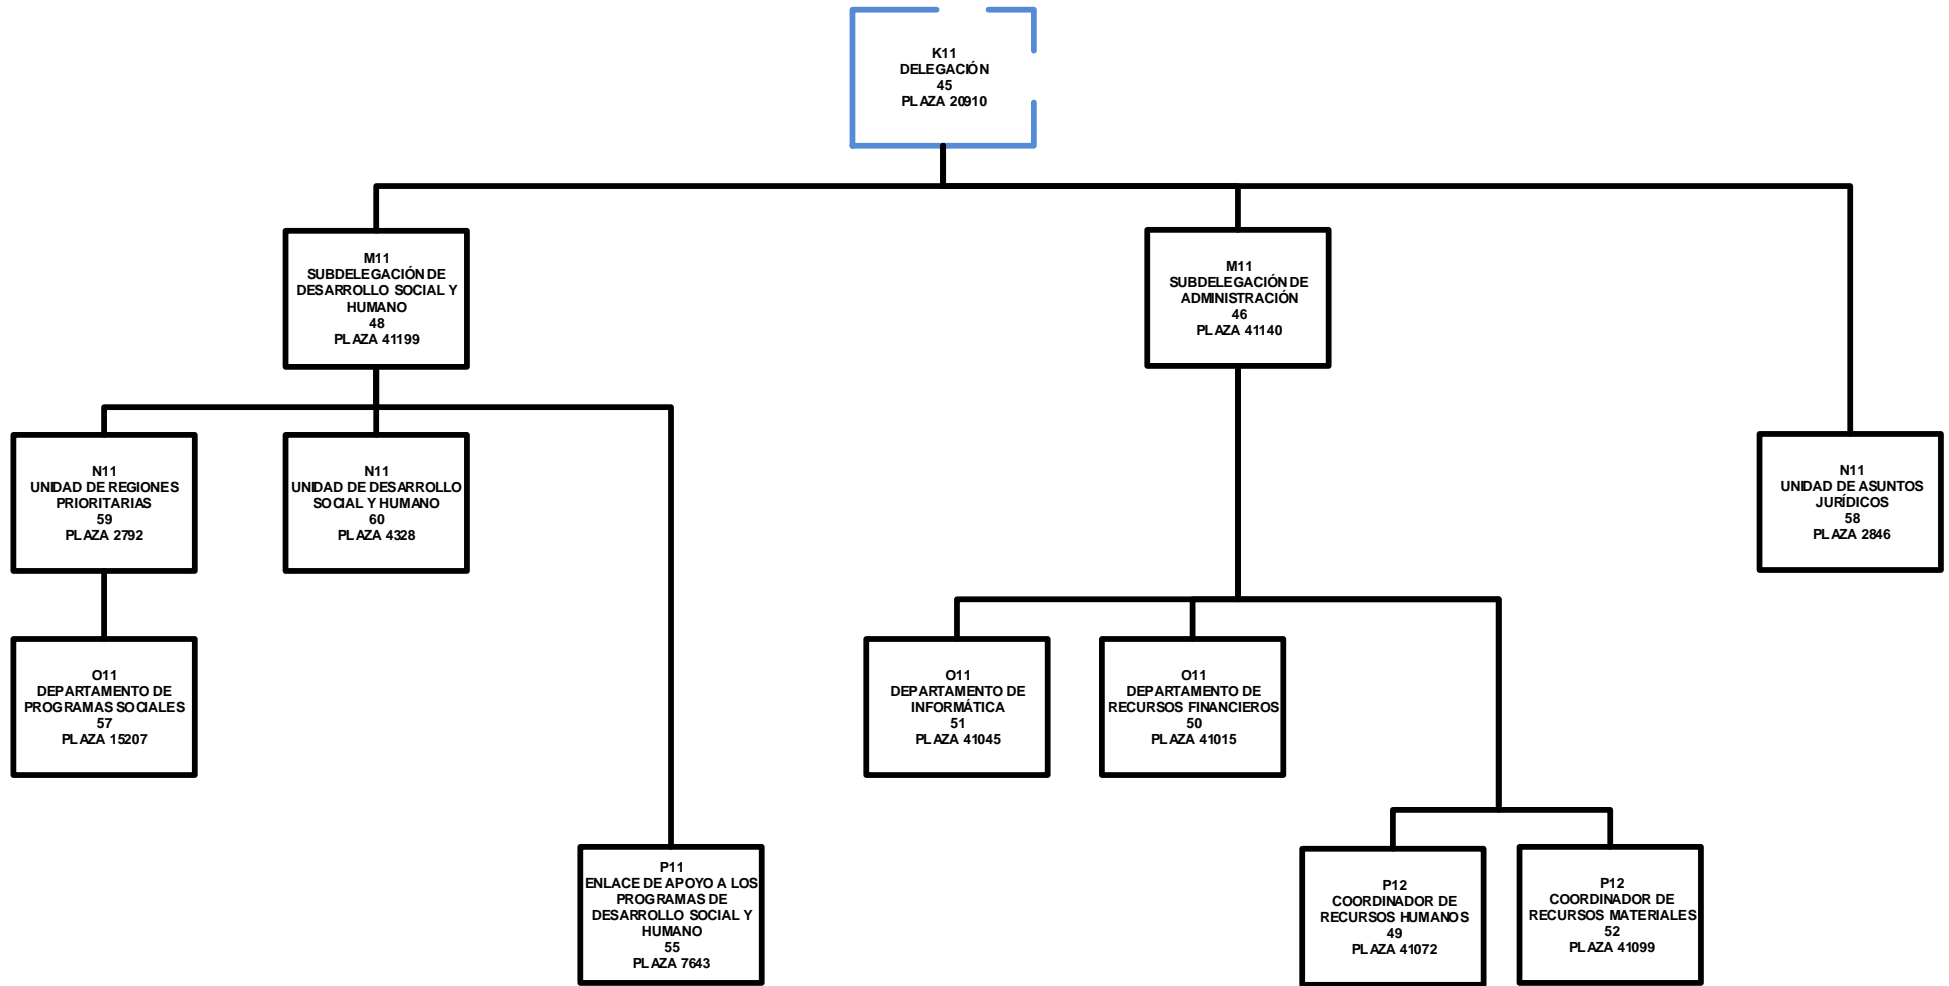 K11
DELEGACIÓN
45
PLAZA 20910
M11
SUBDELEGACIÓN DE
DESARROLLO SOCIAL Y
HUMANO
48
PLAZA 41199
M11
SUBDELEGACIÓN DE
ADMINISTRACIÓN
46
PLAZA 41140
N11
UNIDAD DE REGIONES
PRIORITARIAS
59
PLAZA 2792
N11
UNIDAD DE DESARROLLO
SOCIAL Y HUMANO
60
PLAZA 4328
N11
UNIDAD DE ASUNTOS
JURÍDICOS
58
PLAZA 2846
O11
DEPARTAMENTO DE
PROGRAMAS SOCIALES
57
PLAZA 15207
O11
DEPARTAMENTO DE
INFORMÁTICA
51
PLAZA 41045
O11
DEPARTAMENTO DE
RECURSOS FINANCIEROS
50
PLAZA 41015
P11
ENLACE DE APOYO A LOS
PROGRAMAS DE
DESARROLLO SOCIAL Y
HUMANO
55
PLAZA 7643
P12
COORDINADOR DE
RECURSOS HUMANOS
49
PLAZA 41072
P12
COORDINADOR DE
RECURSOS MATERIALES
52
PLAZA 41099